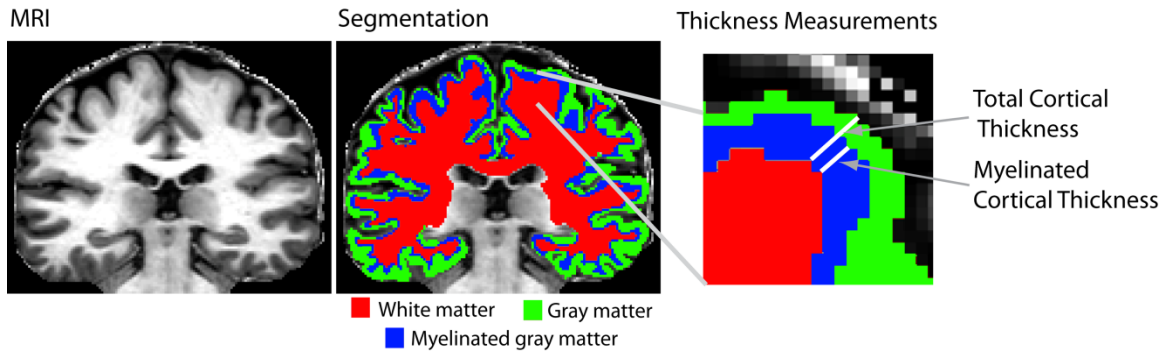 MRI
Segmentation
Thickness Measurements
Total Cortical
Thickness
Myelinated
Cortical Thickness
White matter
Gray matter
Myelinated gray matter